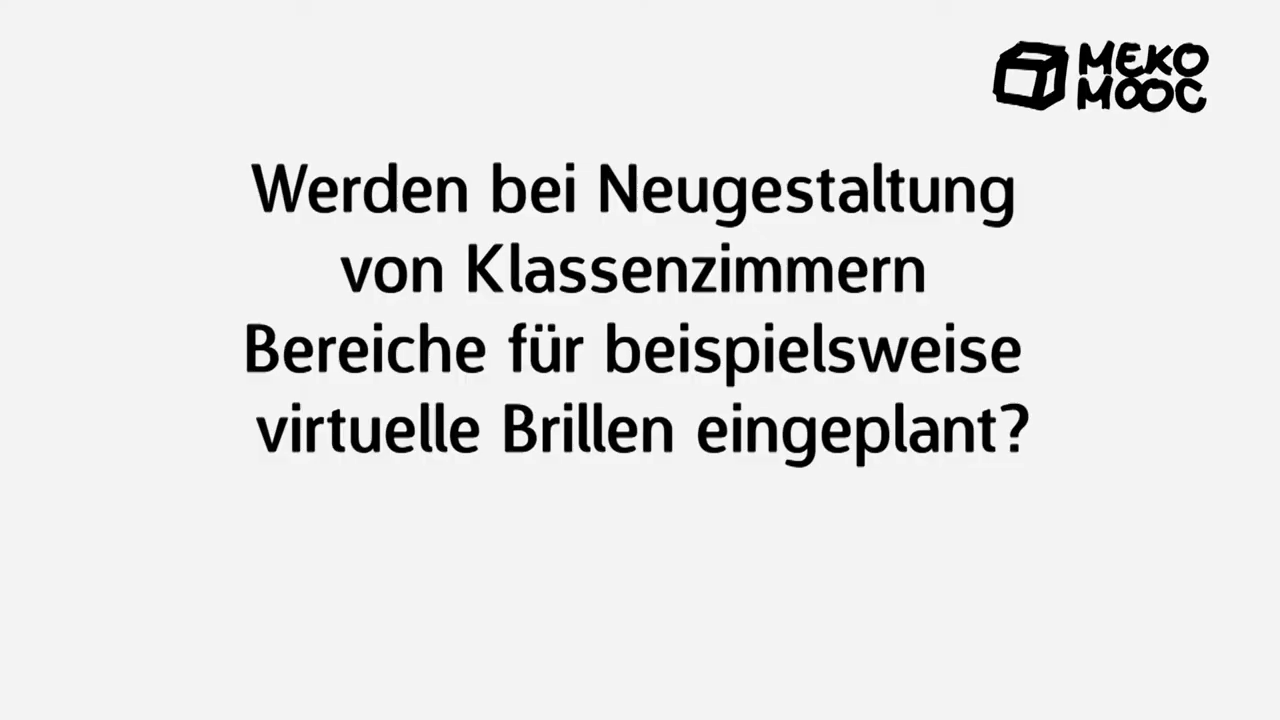 MEKO
MOOC
Werden bei Neugestaltung
von Klassenzimmern
Bereiche für beispielsweise
virtuelle Brillen eingeplant?